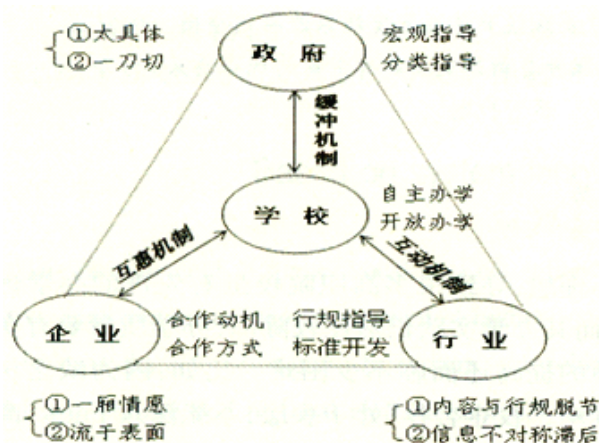 ①太具体
②一刀切
政府
宏观指导
分类指导
缓冲机制
学校
自主办学
开放办学
互惠机制
互动机制
企业
合作动机
合作方式
行规指导
标准开发
行业
①一厢情愿
②流于表面
①内容与行规脱节
②信息不对称滞后